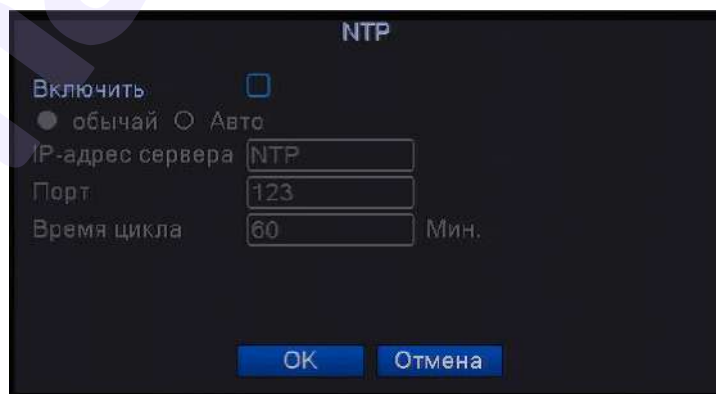 NTP
Включить
обычай Авто
IP-адрес сервера NTP
Порт 123
Время цикла 60 Мин.
OK Отмена